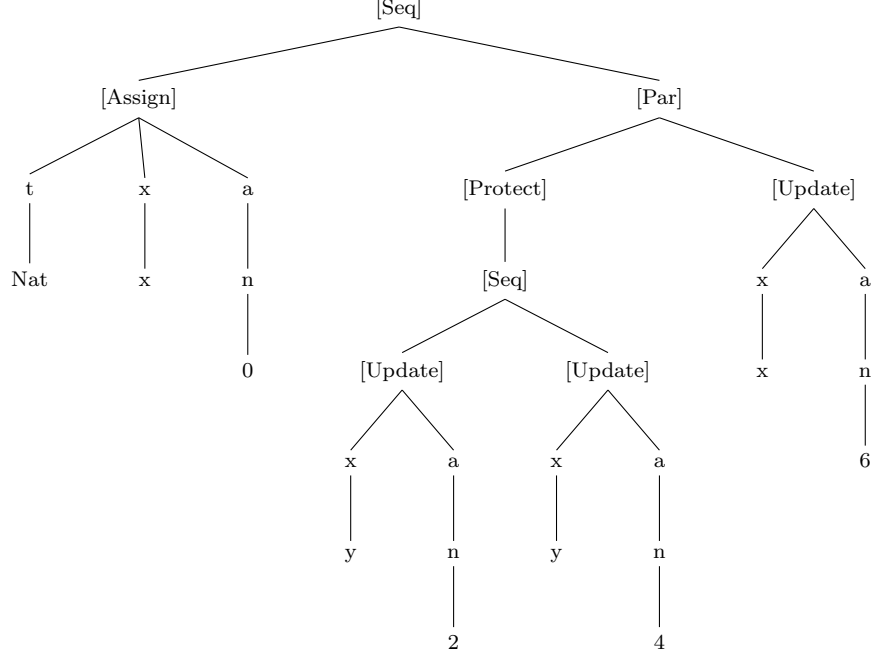 [Seq]
[Assign] [Par]
t x a [Protect] [Update]
Nat x n [Seq] x a
0 [Update] [Update] x n
x a x a 6
y n y n
2 4